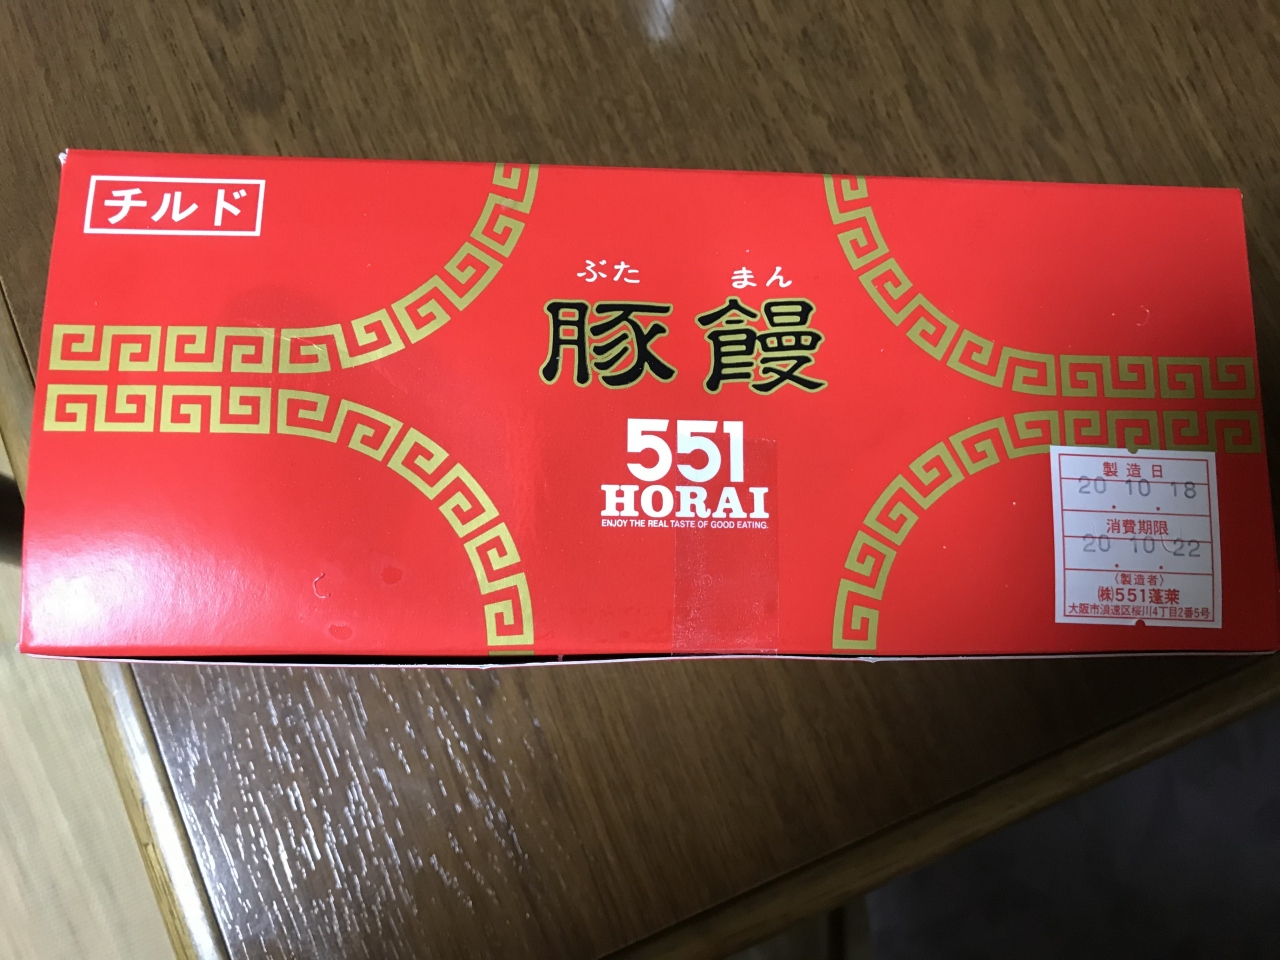 チルド
ぶた まん
豚饅
551
HORAI
ENJOY THE REAL TASTE OF GOOD EATING.
製造日
20.10.18
消費期限
20.10.22
〈製造者〉
㈱551蓬莱
大阪市浪速区桜川4丁目2番5号